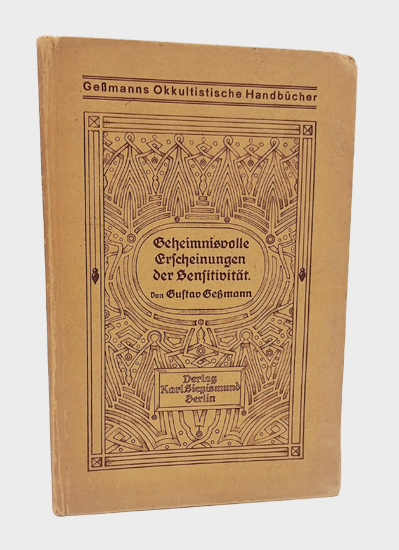 Geßmanns Okkultistische Handbücher
Geheimnisvolle
Erscheinungen
der Sensitivität.
Von Gustav Geßmann
Verlag
Karl Siegismund
Berlin